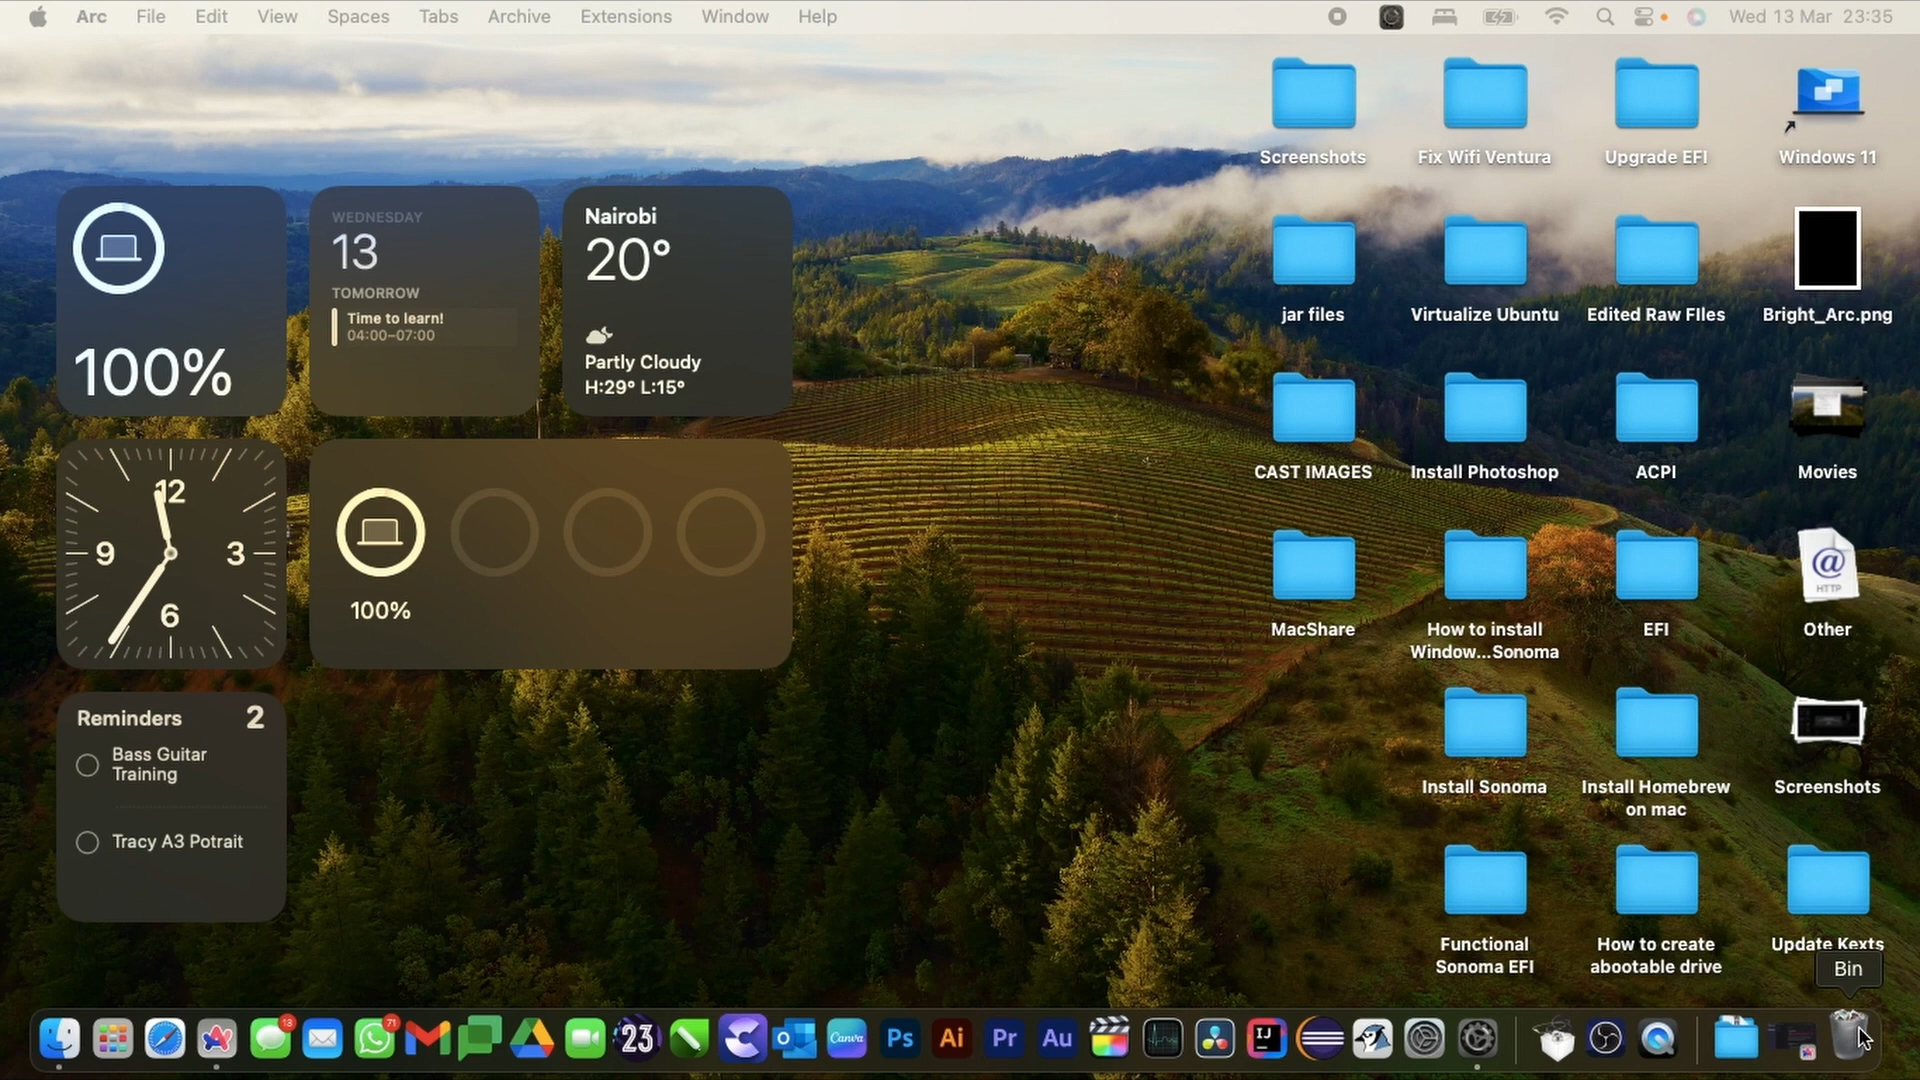 Arc File Edit View Spaces Tabs Archive Extensions Window Help Wed 13 Mar 23:35
Screenshots
Fix Wifi Ventura
Upgrade EFI
Windows 11
100%
WEDNESDAY
13
TOMORROW
Time to learn!
04:00–07:00
Nairobi
20°
Partly Cloudy
H:29° L:15°
jar files
Virtualize Ubuntu
Edited Raw FIles
Bright_Arc.png
CAST IMAGES
Install Photoshop
ACPI
Movies
12
9
3
6
100%
MacShare
How to install
Window...Sonoma
EFI
@
HTTP
Other
Reminders 2
Bass Guitar
Training
Tracy A3 Potrait
Install Sonoma
Install Homebrew
on mac
Screenshots
Functional
Sonoma EFI
How to create
abootable drive
Update Kexts
Bin
13
71
23
Canva
Ps
Ai
Pr
Au
IJ